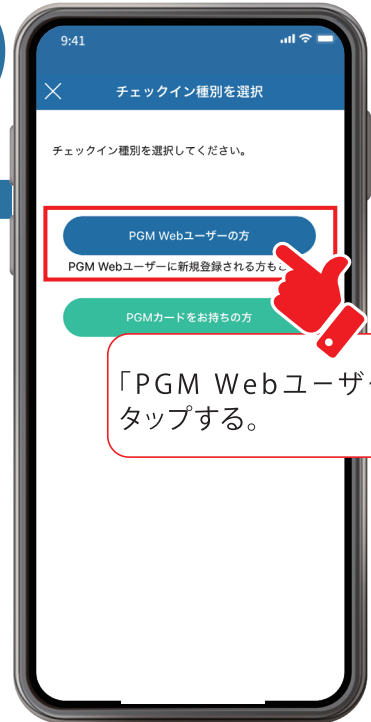 9:41
チェックイン種別を選択
チェックイン種別を選択してください。
PGM Webユーザーの方
PGM Webユーザーに新規登録される方もこ
PGMカードをお持ちの方
「PGM Webユーザ
タップする。